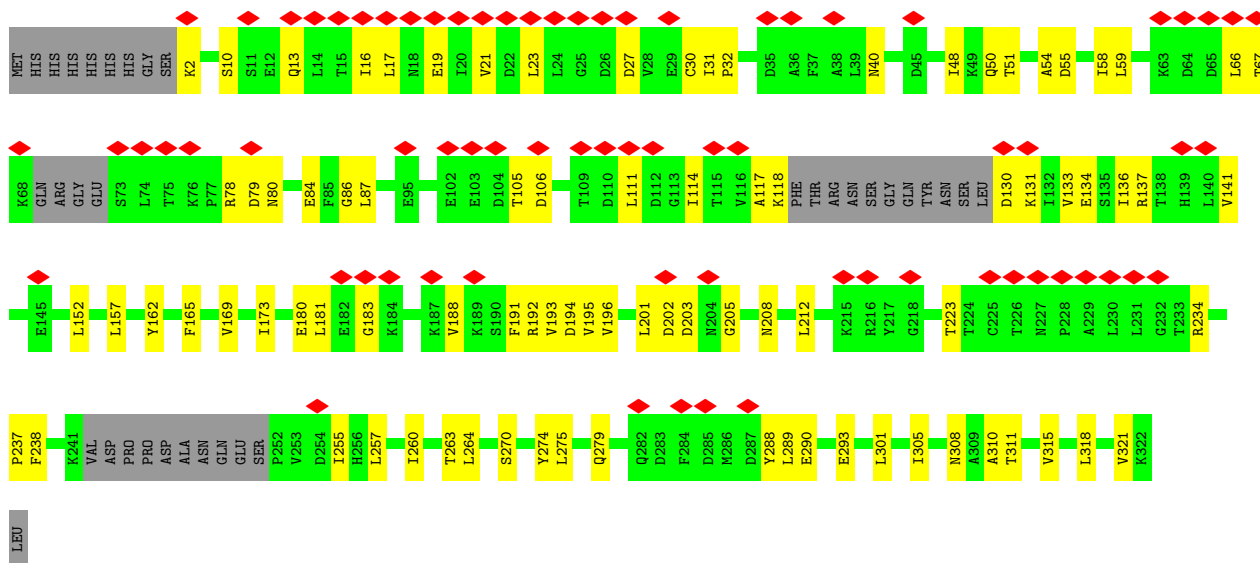 MET HIS HIS HIS HIS HIS HIS GLY SER K2 S10 S11 E12 Q13 L14 T15 I16 L17 N18 E19 I20 V21 D22 L23 L24 G25 D26 D27 V28 E29 C30 I31 P32 D35 A36 F37 A38 L39 N40 D45 I48 K49 Q50 T51 A54 D55 I58 L59 K63 D64 D65 L66 T67
K68 GLN ARG GLY GLU S73 L74 T75 K76 P77 R78 D79 N80 E84 F85 G86 L87 E95 E102 E103 D104 T105 D106 T109 D110 L111 D112 G113 I114 T115 V116 A117 K118 PHE THR ARG ASN SER GLY GLN TYR ASN SER LEU D130 K131 I132 V133 E134 S135 I136 R137 T138 H139 L140 V141
E145 L152 L157 Y162 F165 V169 I173 E180 L181 E182 G183 K184 K187 V188 K189 S190 F191 R192 V193 D194 V195 V196 L201 D202 D203 N204 G205 N208 L212 K215 R216 Y217 G218 T223 T224 G225 T226 N227 P228 A229 L230 L231 G232 T233 R234
P237 F238 K241 VAL ASP PRO PRO ASP ALA ASN GLN GLU SER P252 V253 D254 I255 H256 L257 I260 T263 L264 S270 Y274 L275 Q279 Q282 D283 F284 D285 M286 D287 Y288 L289 E290 E293 L301 I305 N308 A309 A310 T311 V315 L318 V321 K322
LEU